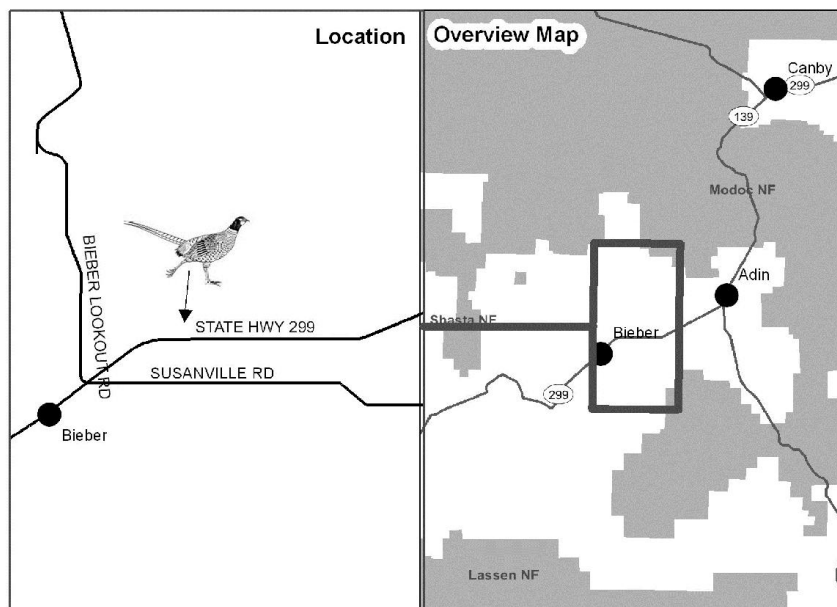 Location
BIEBER LOOKOUT RD
STATE HWY 299
SUSANVILLE RD
Bieber
Overview Map
Canby
299
139
Modoc NF
Adin
Shasta NF
Bieber
299
Lassen NF